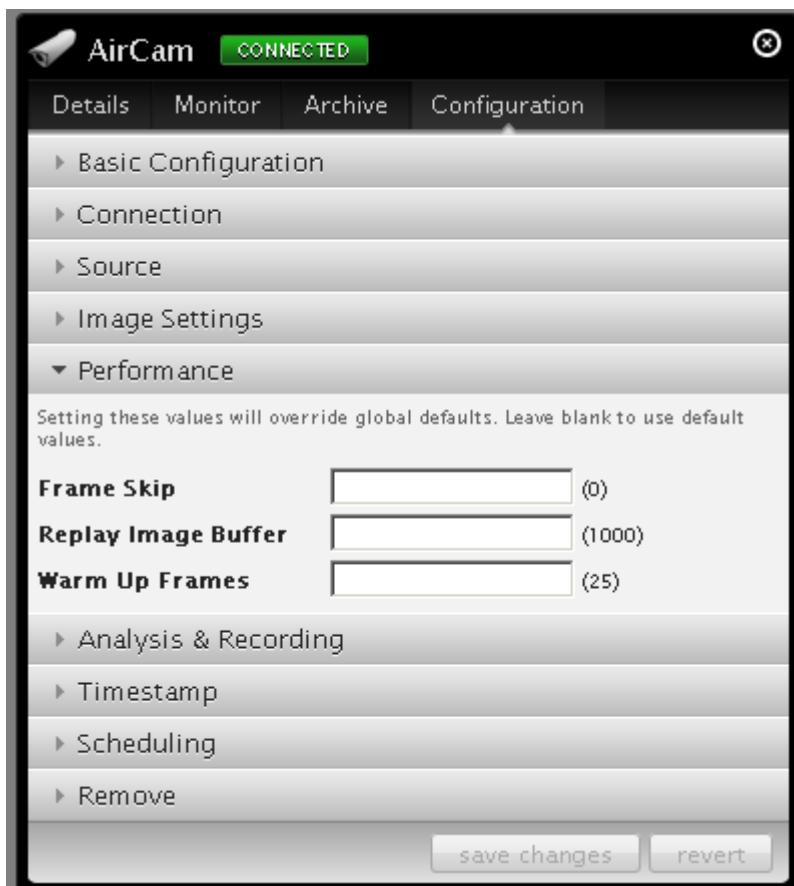 AirCam CONNECTED
Details Monitor Archive Configuration
Basic Configuration
Connection
Source
Image Settings
Performance
Setting these values will override global defaults. Leave blank to use default
values.
Frame Skip (0)
Replay Image Buffer (1000)
Warm Up Frames (25)
Analysis & Recording
Timestamp
Scheduling
Remove
save changes revert